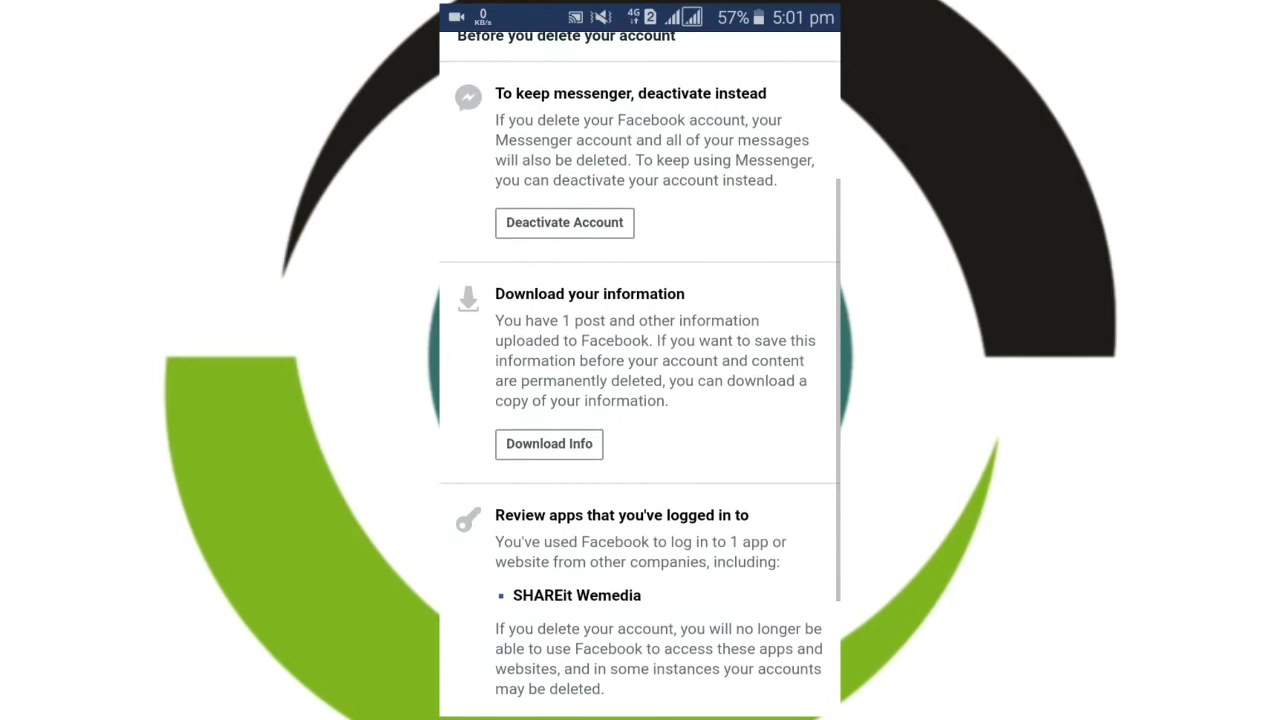 0
KB/s
4G
2
57%
5:01 pm
Before you delete your account
To keep messenger, deactivate instead
If you delete your Facebook account, your
Messenger account and all of your messages
will also be deleted. To keep using Messenger,
you can deactivate your account instead.
Deactivate Account
Download your information
You have 1 post and other information
uploaded to Facebook. If you want to save this
information before your account and content
are permanently deleted, you can download a
copy of your information.
Download Info
Review apps that you've logged in to
You've used Facebook to log in to 1 app or
website from other companies, including:
SHAREit Wemedia
If you delete your account, you will no longer be
able to use Facebook to access these apps and
websites, and in some instances your accounts
may be deleted.